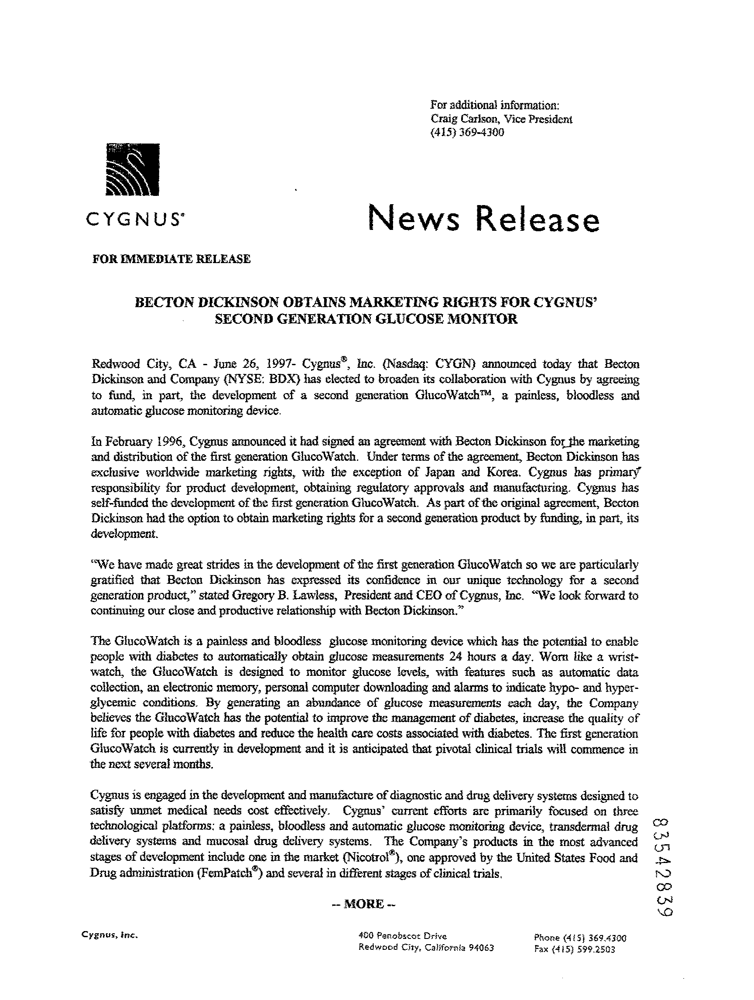 For additional information:
Craig Carlson, Vice President
(415) 369-4300
CYGNUS®
News Release
FOR IMMEDIATE RELEASE
BECTON DICKINSON OBTAINS MARKETING RIGHTS FOR CYGNUS'
SECOND GENERATION GLUCOSE MONITOR
Redwood City, CA - June 26, 1997- Cygnus®, Inc. (Nasdaq: CYGN) announced today that Becton
Dickinson and Company (NYSE: BDX) has elected to broaden its collaboration with Cygnus by agreeing
to fund, in part, the development of a second generation GlucoWatch™, a painless, bloodless and
automatic glucose monitoring device.
In February 1996, Cygnus announced it had signed an agreement with Becton Dickinson for the marketing
and distribution of the first generation GlucoWatch. Under terms of the agreement, Becton Dickinson has
exclusive worldwide marketing rights, with the exception of Japan and Korea. Cygnus has primary
responsibility for product development, obtaining regulatory approvals and manufacturing. Cygnus has
self-funded the development of the first generation GlucoWatch. As part of the original agreement, Becton
Dickinson had the option to obtain marketing rights for a second generation product by funding, in part, its
development.
"We have made great strides in the development of the first generation GlucoWatch so we are particularly
gratified that Becton Dickinson has expressed its confidence in our unique technology for a second
generation product," stated Gregory B. Lawless, President and CEO of Cygnus, Inc. "We look forward to
continuing our close and productive relationship with Becton Dickinson."
The GlucoWatch is a painless and bloodless glucose monitoring device which has the potential to enable
people with diabetes to automatically obtain glucose measurements 24 hours a day. Worn like a wrist-
watch, the GlucoWatch is designed to monitor glucose levels, with features such as automatic data
collection, an electronic memory, personal computer downloading and alarms to indicate hypo- and hyper-
glycemic conditions. By generating an abundance of glucose measurements each day, the Company
believes the GlucoWatch has the potential to improve the management of diabetes, increase the quality of
life for people with diabetes and reduce the health care costs associated with diabetes. The first generation
GlucoWatch is currently in development and it is anticipated that pivotal clinical trials will commence in
the next several months.
Cygnus is engaged in the development and manufacture of diagnostic and drug delivery systems designed to
satisfy unmet medical needs cost effectively. Cygnus' current efforts are primarily focused on three
technological platforms: a painless, bloodless and automatic glucose monitoring device, transdermal drug
delivery systems and mucosal drug delivery systems. The Company's products in the most advanced
stages of development include one in the market (Nicotrol®), one approved by the United States Food and
Drug administration (FemPatch®) and several in different stages of clinical trials.
-- MORE --
83542839
Cygnus, Inc.
400 Penobscot Drive
Redwood City, California 94063
Phone (415) 369.4300
Fax (415) 599.2503